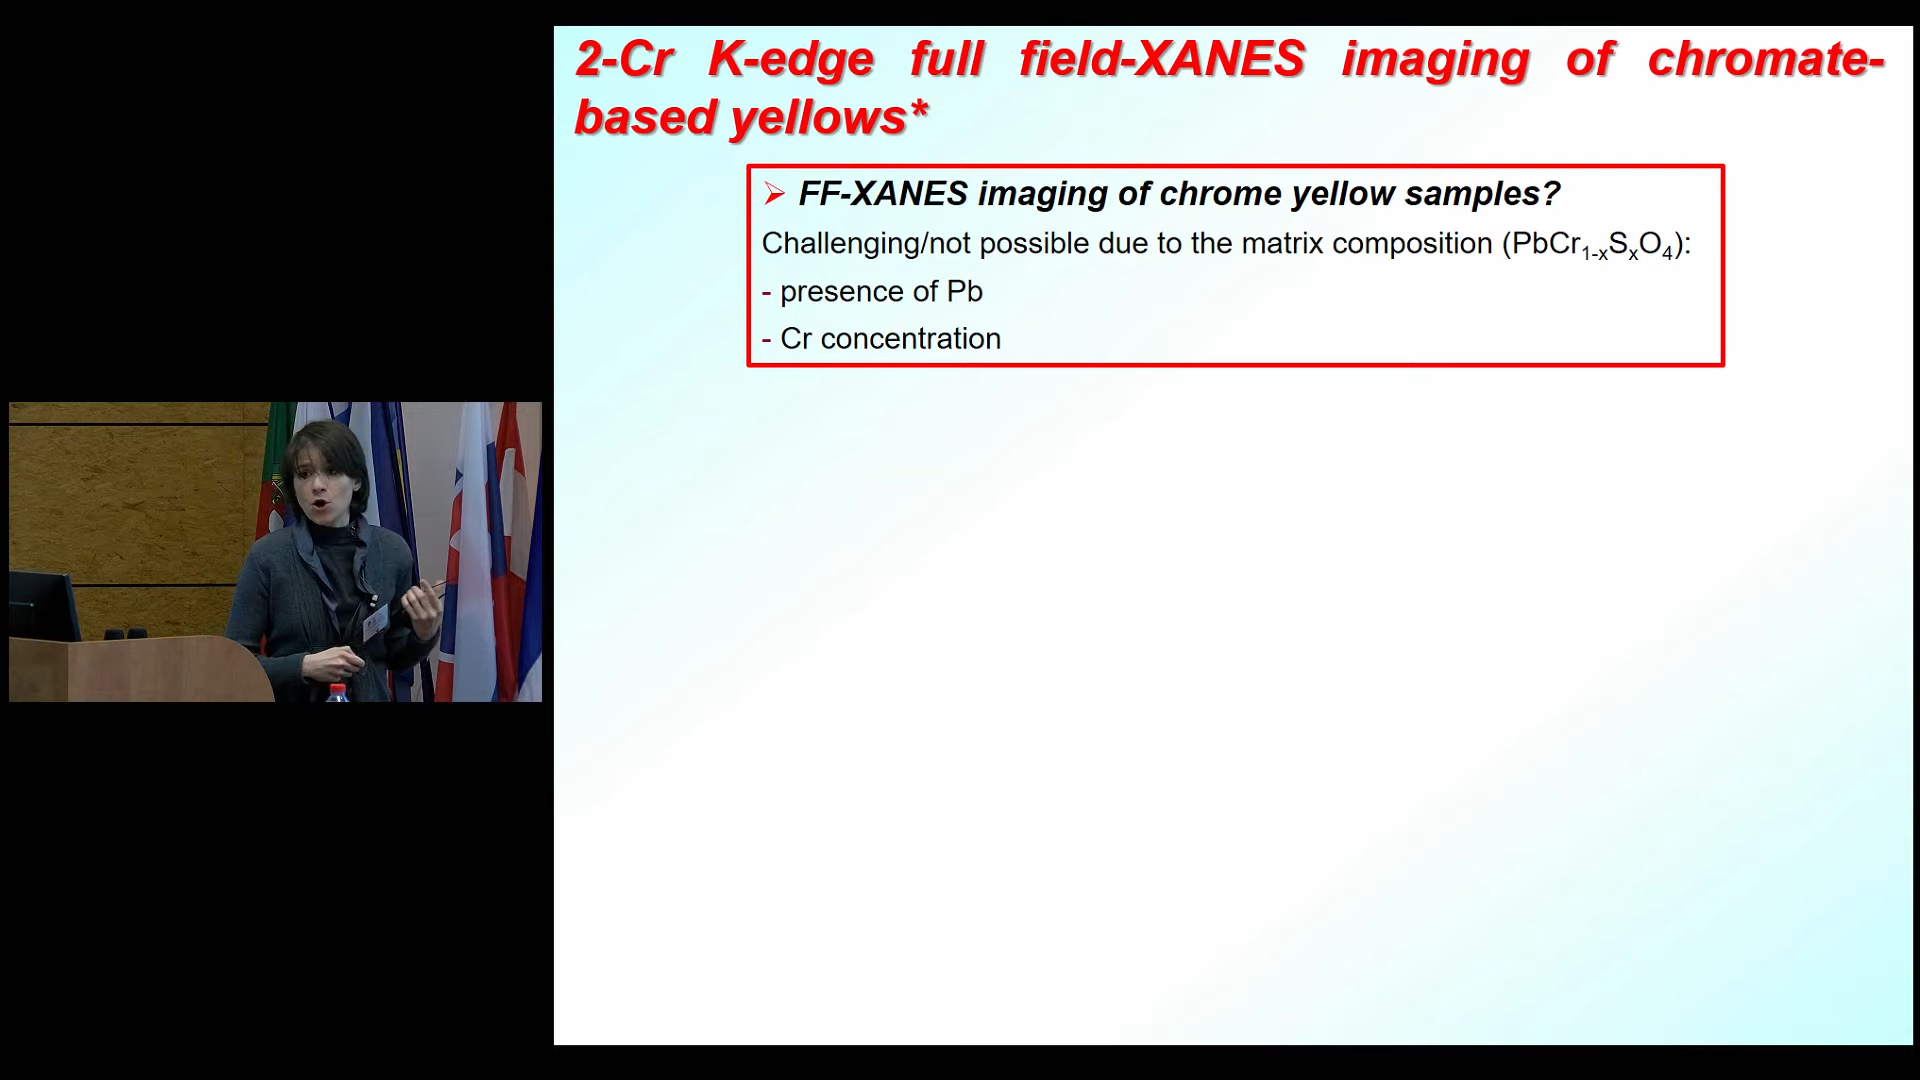 2-Cr K-edge full field-XANES imaging of chromate-
based yellows*
➢ FF-XANES imaging of chrome yellow samples?
Challenging/not possible due to the matrix composition (PbCr₁₋ₓSₓO₄):
- presence of Pb
- Cr concentration